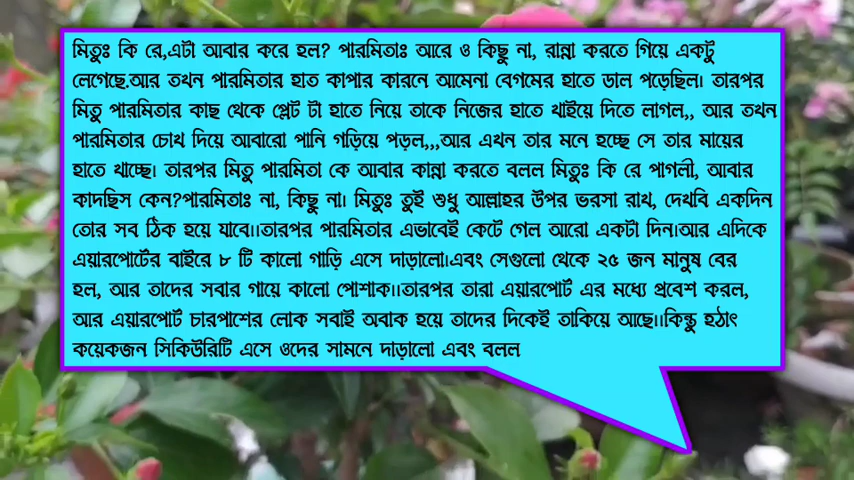 মিতুঃ কি রে,এটা আবার করে হল? পারমিতাঃ আরে ও কিছু না, রান্না করতে গিয়ে একটু
লেগেছে.আর তখন পারমিতার হাত কাপার কারনে আমেনা বেগমের হাতে ডাল পড়েছিল। তারপর
মিতু পারমিতার কাছ থেকে প্লেট টা হাতে নিয়ে তাকে নিজের হাতে খাইয়ে দিতে লাগল,, আর তখন
পারমিতার চোখ দিয়ে আবারো পানি গড়িয়ে পড়ল,,,আর এখন তার মনে হচ্ছে সে তার মায়ের
হাতে খাচ্ছে। তারপর মিতু পারমিতা কে আবার কান্না করতে বলল মিতুঃ কি রে পাগলী, আবার
কাদছিস কেন?পারমিতাঃ না, কিছু না। মিতুঃ তুই শুধু আল্লাহর উপর ভরসা রাখ, দেখবি একদিন
তোর সব ঠিক হয়ে যাবে।।তারপর পারমিতার এভাবেই কেটে গেল আরো একটা দিন।আর এদিকে
এয়ারপোর্টের বাইরে ৮ টি কালো গাড়ি এসে দাড়ালো।এবং সেগুলো থেকে ২৫ জন মানুষ বের
হল, আর তাদের সবার গায়ে কালো পোশাক।।তারপর তারা এয়ারপোর্ট এর মধ্যে প্রবেশ করল,
আর এয়ারপোর্ট চারপাশের লোক সবাই অবাক হয়ে তাদের দিকেই তাকিয়ে আছে।।কিন্তু হঠাৎ
কয়েকজন সিকিউরিটি এসে ওদের সামনে দাড়ালো এবং বলল